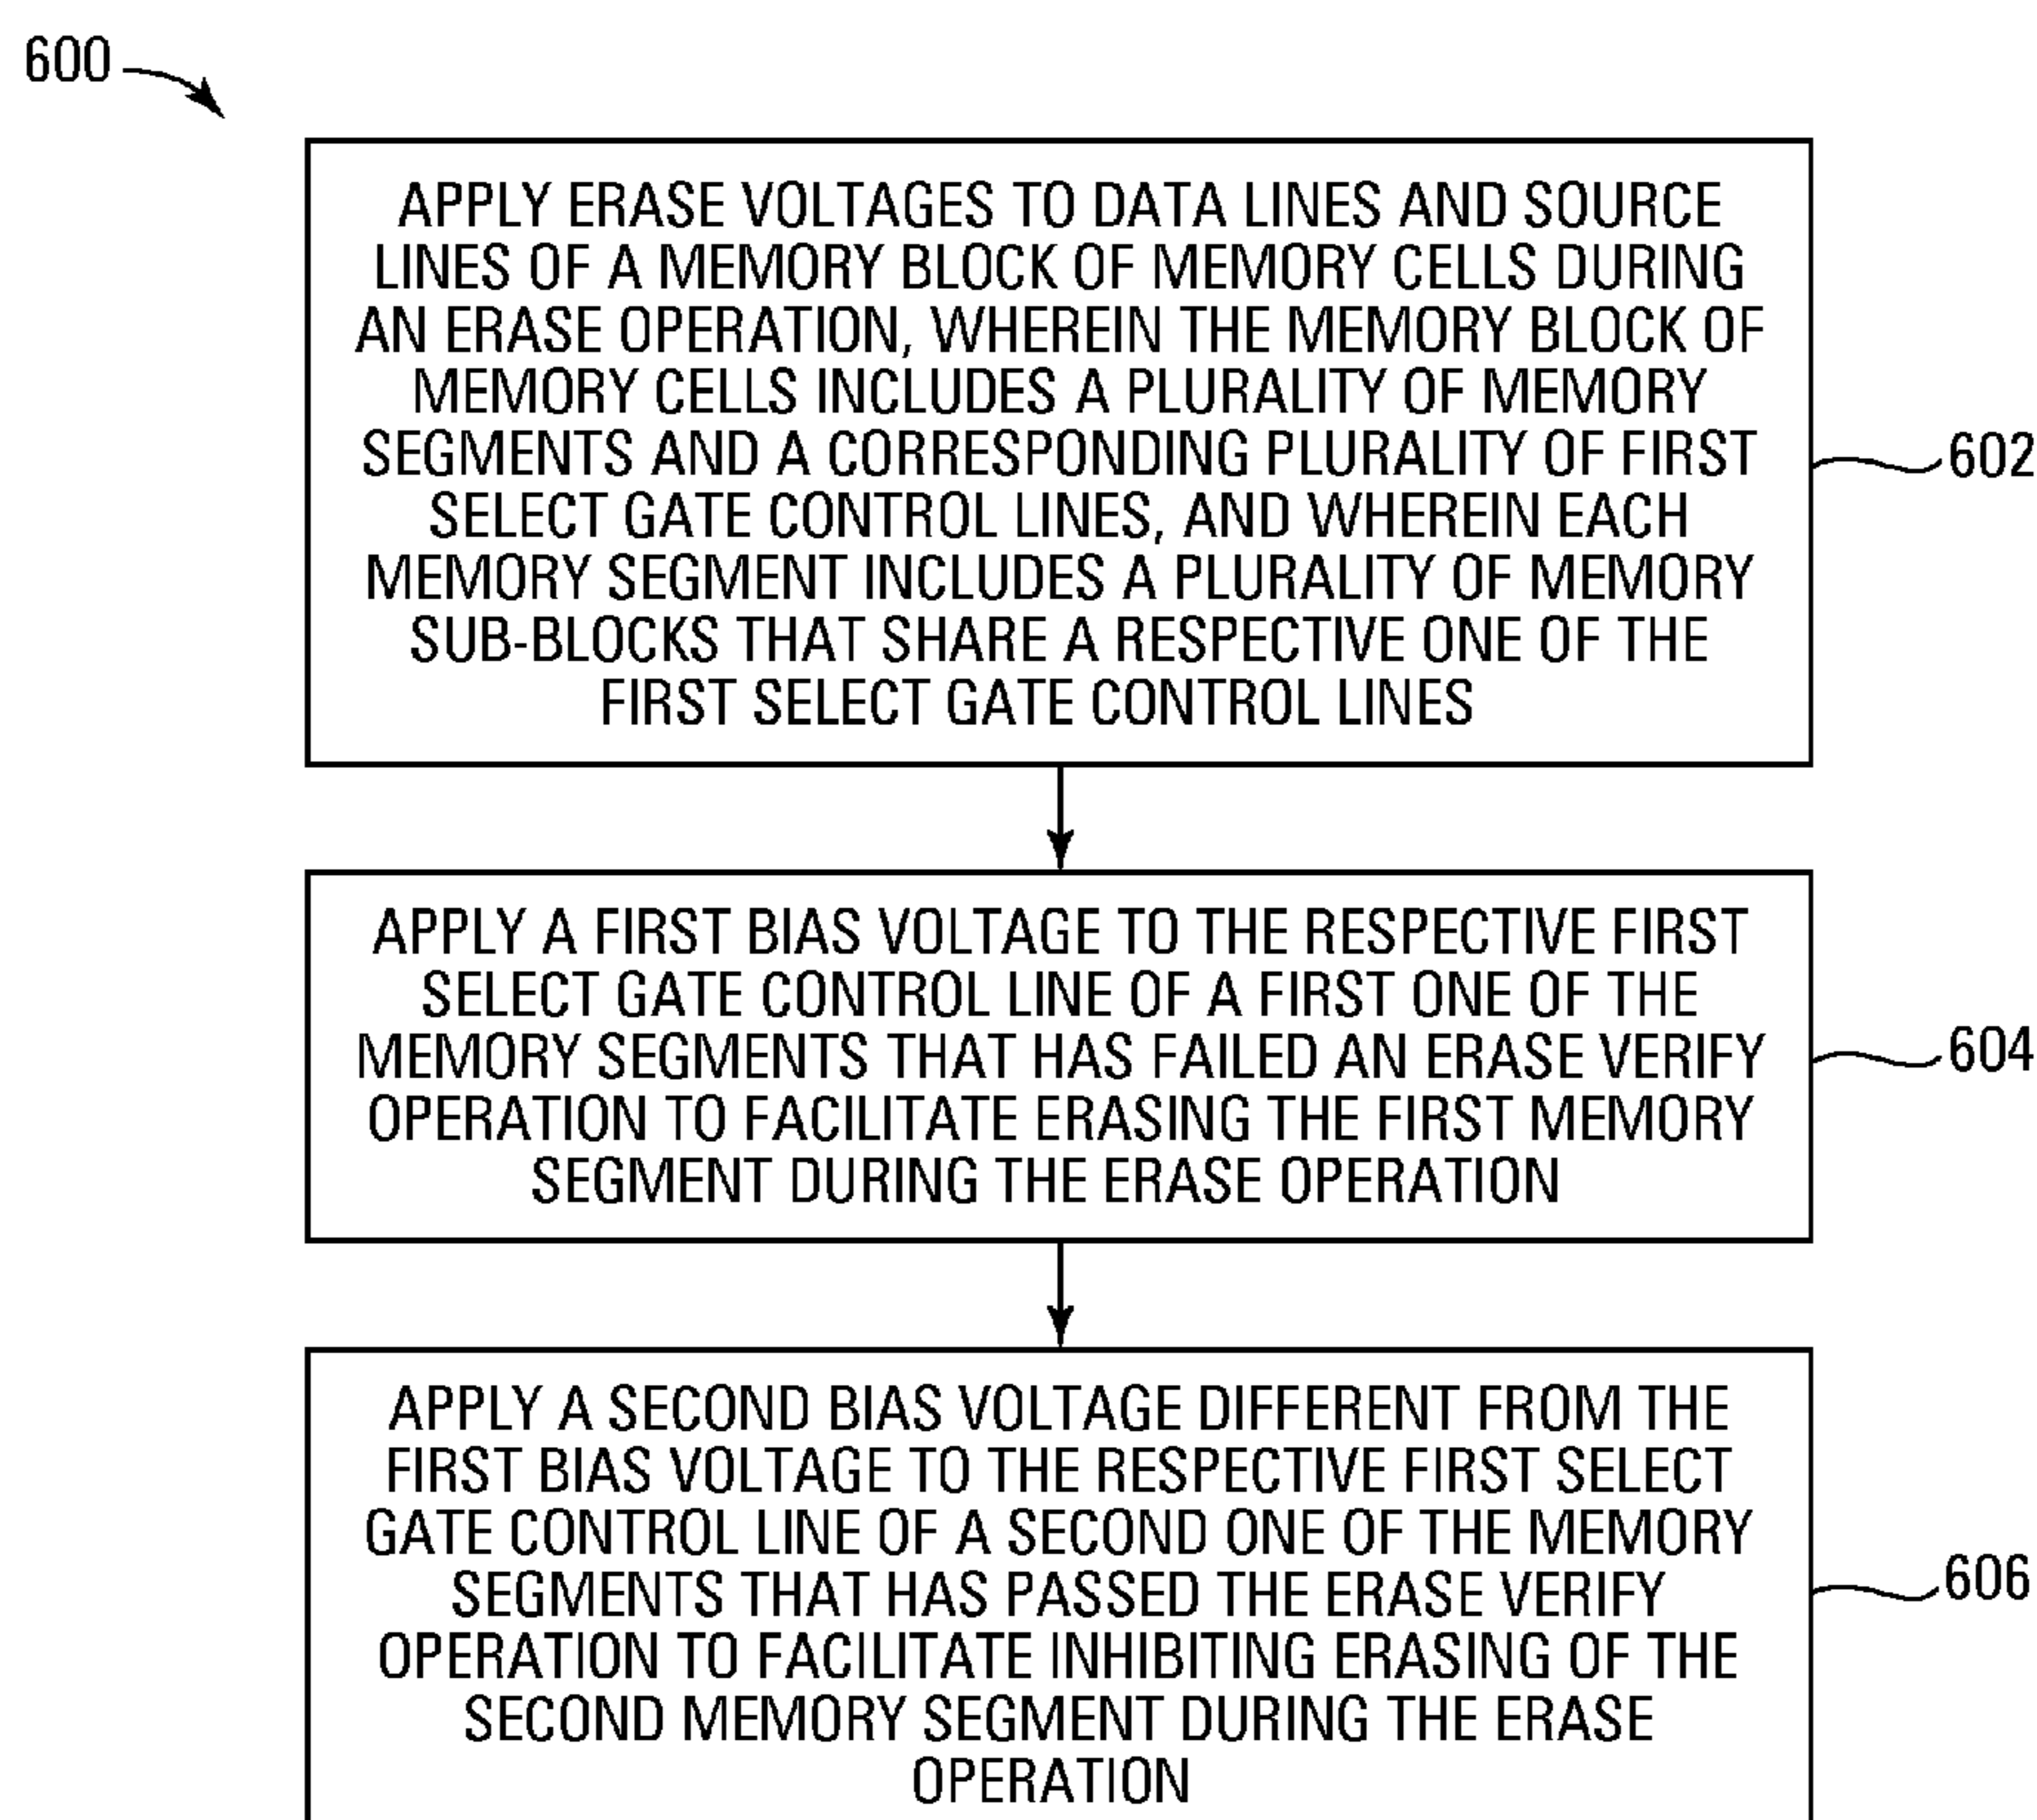 600
APPLY ERASE VOLTAGES TO DATA LINES AND SOURCE
LINES OF A MEMORY BLOCK OF MEMORY CELLS DURING
AN ERASE OPERATION, WHEREIN THE MEMORY BLOCK OF
MEMORY CELLS INCLUDES A PLURALITY OF MEMORY
SEGMENTS AND A CORRESPONDING PLURALITY OF FIRST
SELECT GATE CONTROL LINES, AND WHEREIN EACH
MEMORY SEGMENT INCLUDES A PLURALITY OF MEMORY
SUB-BLOCKS THAT SHARE A RESPECTIVE ONE OF THE
FIRST SELECT GATE CONTROL LINES
602
APPLY A FIRST BIAS VOLTAGE TO THE RESPECTIVE FIRST
SELECT GATE CONTROL LINE OF A FIRST ONE OF THE
MEMORY SEGMENTS THAT HAS FAILED AN ERASE VERIFY
OPERATION TO FACILITATE ERASING THE FIRST MEMORY
SEGMENT DURING THE ERASE OPERATION
604
APPLY A SECOND BIAS VOLTAGE DIFFERENT FROM THE
FIRST BIAS VOLTAGE TO THE RESPECTIVE FIRST SELECT
GATE CONTROL LINE OF A SECOND ONE OF THE MEMORY
SEGMENTS THAT HAS PASSED THE ERASE VERIFY
OPERATION TO FACILITATE INHIBITING ERASING OF THE
SECOND MEMORY SEGMENT DURING THE ERASE
OPERATION
606